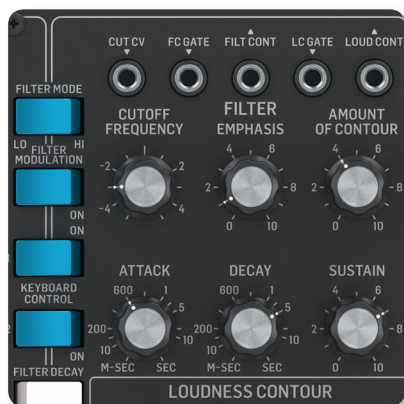 CUT CV FC GATE FILT CONT LC GATE LOUD CONT
FILTER MODE
LO HI
FILTER
MODULATION
ON
ON
KEYBOARD
CONTROL
ON
FILTER DECAY
FILTER
CUTOFF
FREQUENCY
-2 2
-4 4
EMPHASIS
4 6
2 8
0 10
AMOUNT
OF CONTOUR
4 6
2 8
0 10
ATTACK
600 1
200 5
10 10
M-SEC SEC
DECAY
600 1
200 5
10 10
M-SEC SEC
SUSTAIN
4 6
2 8
0 10
LOUDNESS CONTOUR